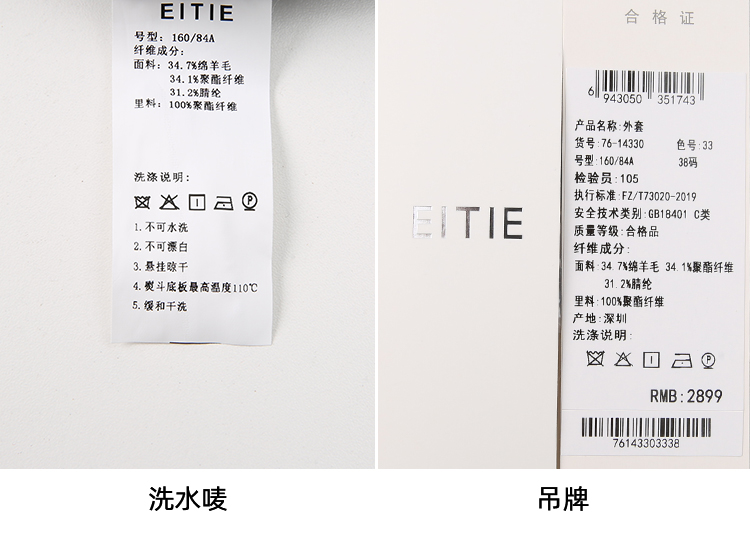 EITIE
号型：160/84A
纤维成分：
面料：34.7%绵羊毛
34.1%聚酯纤维
31.2%腈纶
里料：100%聚酯纤维
洗涤说明：
1.不可水洗
2.不可漂白
3.悬挂晾干
4.熨斗底板最高温度110℃
5.缓和干洗
洗水唛
EITIE
合格证
6 943050 351743
产品名称：外套
货号：76-14330 色号：33
号型：160/84A 38码
检验员：105
执行标准：FZ/T73020-2019
安全技术类别：GB18401 C类
质量等级：合格品
纤维成分：
面料：34.7%绵羊毛 34.1%聚酯纤维
31.2%腈纶
里料：100%聚酯纤维
产地：深圳
洗涤说明：
P
RMB:2899
76143303338
吊牌